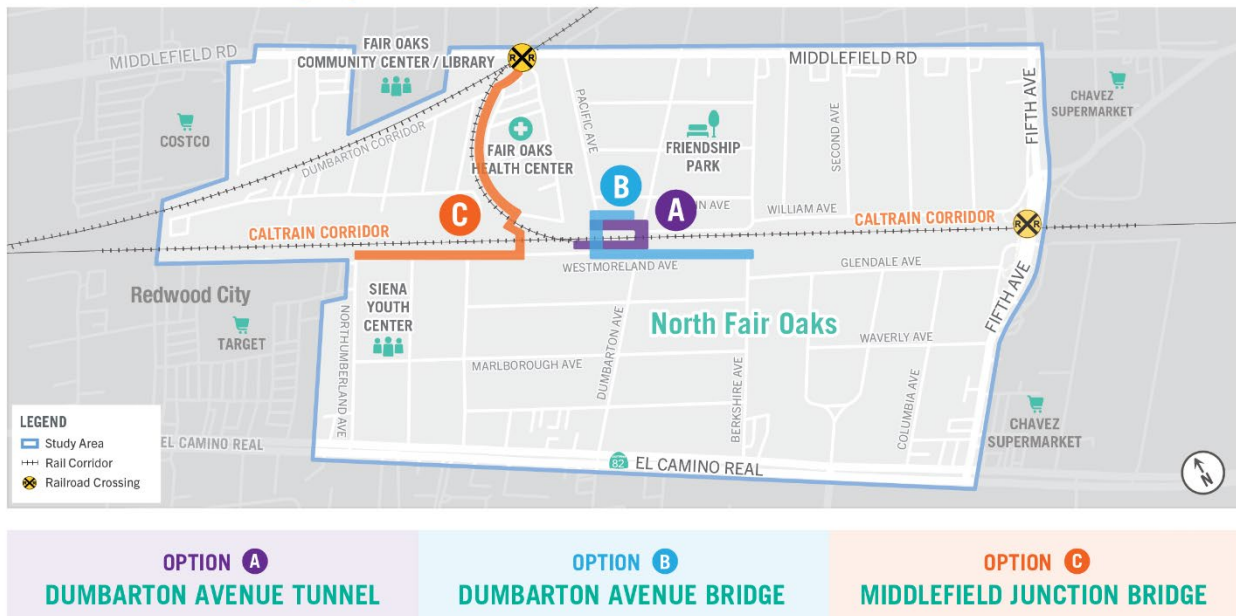 MIDDLEFIELD RD
FAIR OAKS
COMMUNITY CENTER / LIBRARY
R R
MIDDLEFIELD RD
COSTCO
DUMBARTON CORRIDOR
FAIR OAKS
HEALTH CENTER
PACIFIC AVE
FRIENDSHIP
PARK
SECOND AVE
FIFTH AVE
CHAVEZ
SUPERMARKET
B
A
C
WILLIAM AVE
CALTRAIN CORRIDOR
CALTRAIN CORRIDOR
R R
WESTMORELAND AVE
GLENDALE AVE
Redwood City
TARGET
NORTHUMBERLAND AVE
SIENA
YOUTH
CENTER
MARLBOROUGH AVE
DUMBARTON AVE
North Fair Oaks
BERKSHIRE AVE
WAVERLY AVE
COLUMBIA AVE
FIFTH AVE
CHAVEZ
SUPERMARKET
LEGEND
Study Area
Rail Corridor
Railroad Crossing
EL CAMINO REAL
82 EL CAMINO REAL
N
OPTION A
DUMBARTON AVENUE TUNNEL
OPTION B
DUMBARTON AVENUE BRIDGE
OPTION C
MIDDLEFIELD JUNCTION BRIDGE